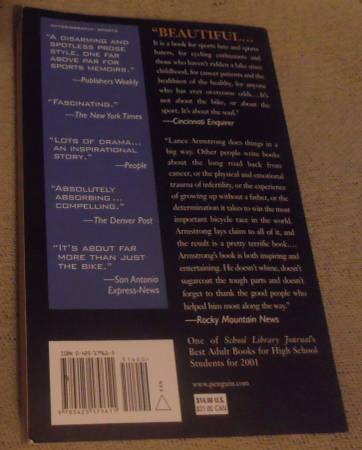 AUTOBIOGRAPHY/SPORTS
"A DISARMING AND
SPOTLESS PROSE
STYLE, ONE FAR
ABOVE PAR FOR
SPORTS MEMOIRS."
—Publishers Weekly
"FASCINATING."
—The New York Times
"LOTS OF DRAMA...
AN INSPIRATIONAL
STORY."
—People
"ABSOLUTELY
ABSORBING...
COMPELLING."
—The Denver Post
"IT'S ABOUT FAR
MORE THAN JUST
THE BIKE."
—San Antonio
Express-News
"BEAUTIFUL...
It is a book for sports fans and sports
haters, for cycling enthusiasts and
those who haven't ridden a bike since
childhood, for cancer patients and the
healthiest of the healthy, for anyone
who has ever overcome odds... It's
not about the bike, or about the
sport. It's about the soul."
—Cincinnati Enquirer
"Lance Armstrong does things in a
big way. Other people write books
about the long road back from
cancer, or the physical and emotional
trauma of infertility, or the experience
of growing up without a father, or the
determination it takes to win the most
important bicycle race in the world.
Armstrong lays claim to all of it, and
the result is a pretty terrific book....
Armstrong's book is both inspiring and
entertaining. He doesn't whine, doesn't
sugarcoat the tough parts and doesn't
forget to thank the good people who
helped him most along the way."
—Rocky Mountain News
One of School Library Journal's
Best Adult Books for High School
Students for 2001
www.penguin.com
$14.00 U.S.
$21.00 CAN
ISBN 0-425-17961-3
51400
9 780425 179611
EAN